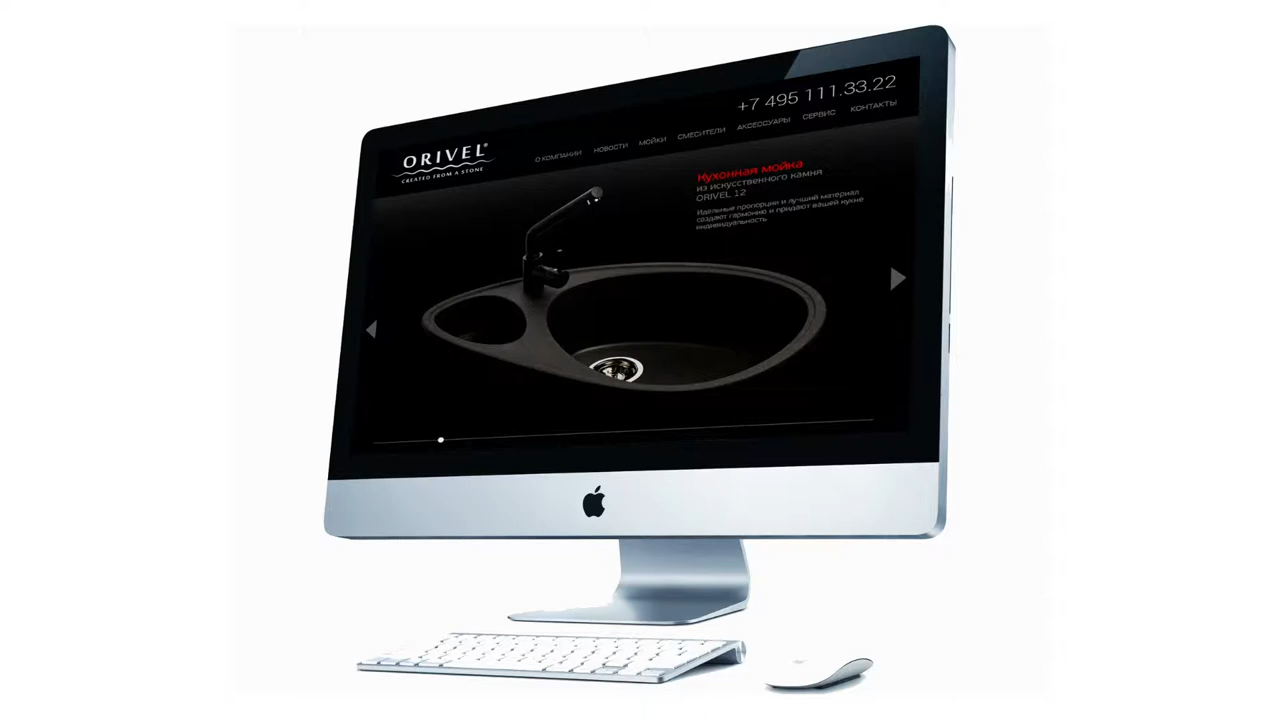 +7 495 111.33.22
ORIVEL®
CREATED FROM A STONE
О КОМПАНИИ НОВОСТИ МОЙКИ СМЕСИТЕЛИ АКСЕССУАРЫ СЕРВИС КОНТАКТЫ
Кухонная мойка
из искусственного камня
ORIVEL 12
Идельные пропорции и лучший материал
создают гармонию и придают вашей кухне
индивидуальность